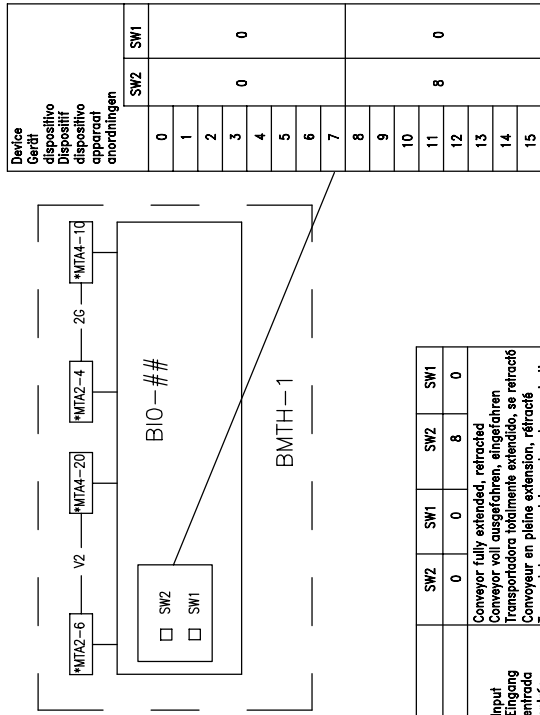 Device
Gerät
dispositivo
Dispositif
dispositivo
apparaat
anordningen
SW2 SW1
0
1
2
3
4
5
6
7
0 0
8
9
10
11
12
13
14
15
8 0
*MTA2-6 V2 *MTA4-20 *MTA2-4 2G *MTA4-10
BIO-##
SW2
SW1
BMTH-1
SW2 SW1 SW2 SW1
0 0 8 0
Input
Eingang
entrada
Conveyor fully extended, retracted
Conveyor voll ausgefahren, eingefahren
Transportadora totalmente extendido, se retractó
Convoyeur en pleine extension, rétracté